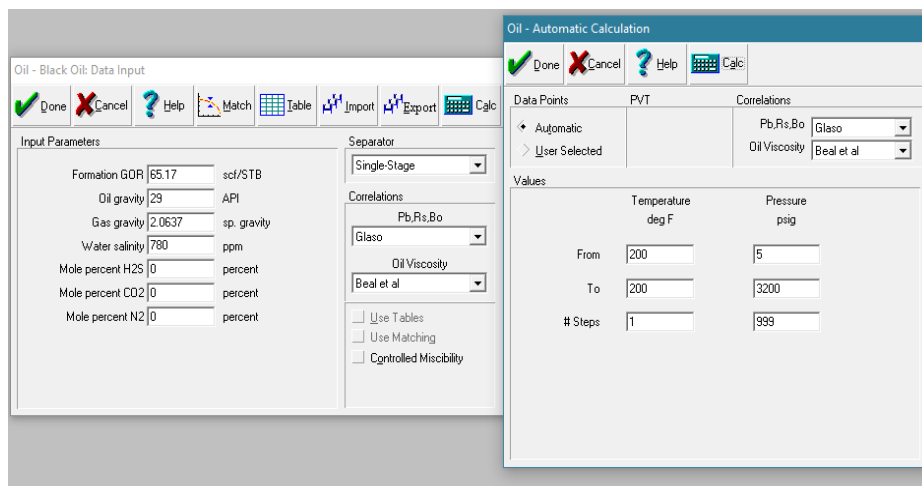 Oil - Black Oil: Data Input
Done Cancel Help Match Table Import Export Calc
Input Parameters
Formation GOR 65.17 scf/STB
Oil gravity 29 API
Gas gravity 2.0637 sp. gravity
Water salinity 780 ppm
Mole percent H2S 0 percent
Mole percent CO2 0 percent
Mole percent N2 0 percent
Separator
Single-Stage
Correlations
Pb,Rs,Bo
Glaso
Oil Viscosity
Beal et al
Use Tables
Use Matching
Controlled Miscibility
Oil - Automatic Calculation
Done Cancel Help Calc
Data Points
Automatic
User Selected
PVT
Correlations
Pb,Rs,Bo Glaso
Oil Viscosity Beal et al
Values
Temperature Pressure
deg F psig
From 200 5
To 200 3200
# Steps 1 999